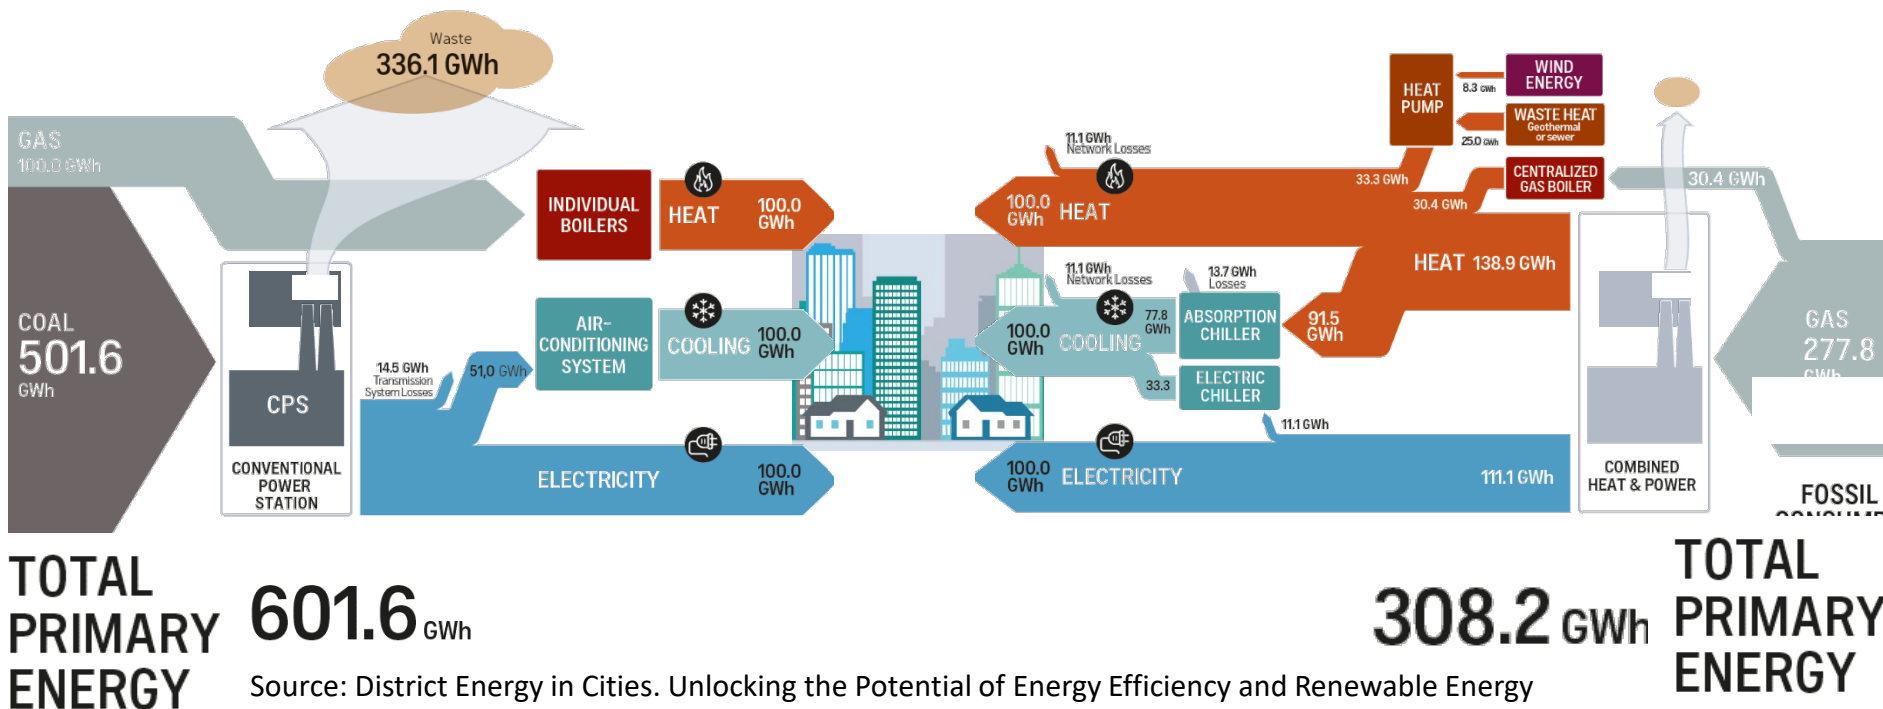 Waste
336.1 GWh
GAS
100.0 GWh
COAL
501.6
GWh
CPS
CONVENTIONAL
POWER
STATION
14.5 GWh
Transmission
System Losses
51,0 GWh
INDIVIDUAL
BOILERS
HEAT
100.0
GWh
AIR-
CONDITIONING
SYSTEM
COOLING
100.0
GWh
ELECTRICITY
100.0
GWh
11.1 GWh
Network Losses
100.0
GWh
HEAT
11.1 GWh
Network Losses
13.7 GWh
Losses
100.0
GWh
COOLING
77.8
GWh
33.3
ABSORPTION
CHILLER
ELECTRIC
CHILLER
91.5
GWh
11.1 GWh
100.0
GWh
ELECTRICITY
111.1 GWh
HEAT
PUMP
8.3 GWh
WIND
ENERGY
25.0 GWh
WASTE HEAT
Geothermal
or sewer
33.3 GWh
30.4 GWh
CENTRALIZED
GAS BOILER
30.4 GWh
HEAT 138.9 GWh
COMBINED
HEAT & POWER
GAS
277.8
GWh
FOSSIL
TOTAL
PRIMARY
ENERGY
601.6 GWh
308.2 GWh
TOTAL
PRIMARY
ENERGY
Source: District Energy in Cities. Unlocking the Potential of Energy Efficiency and Renewable Energy